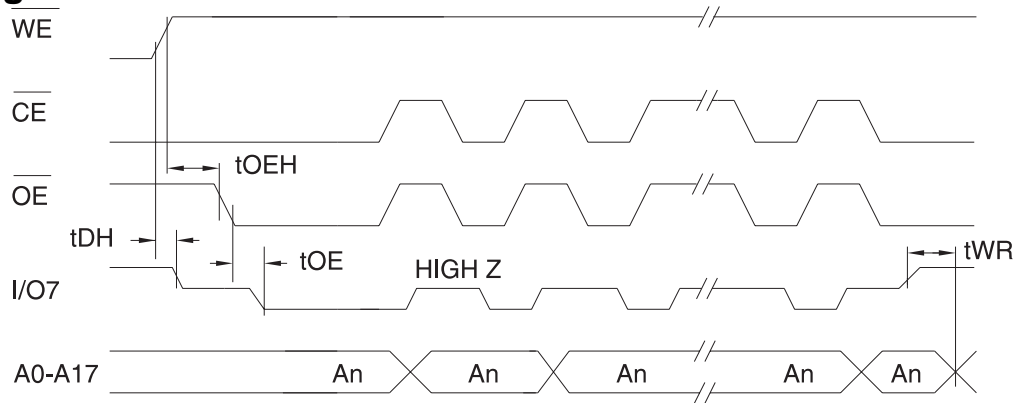 WE
CE
tOEH
OE
tDH
tOE
tWR
HIGH Z
I/O7
A0-A17 An An An An An